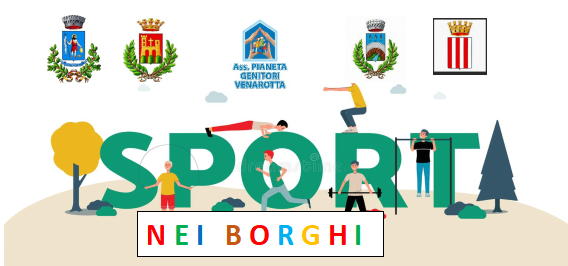 Ass. PIANETA
GENITORI
VENAROTTA
SPORT
NEI BORGHI